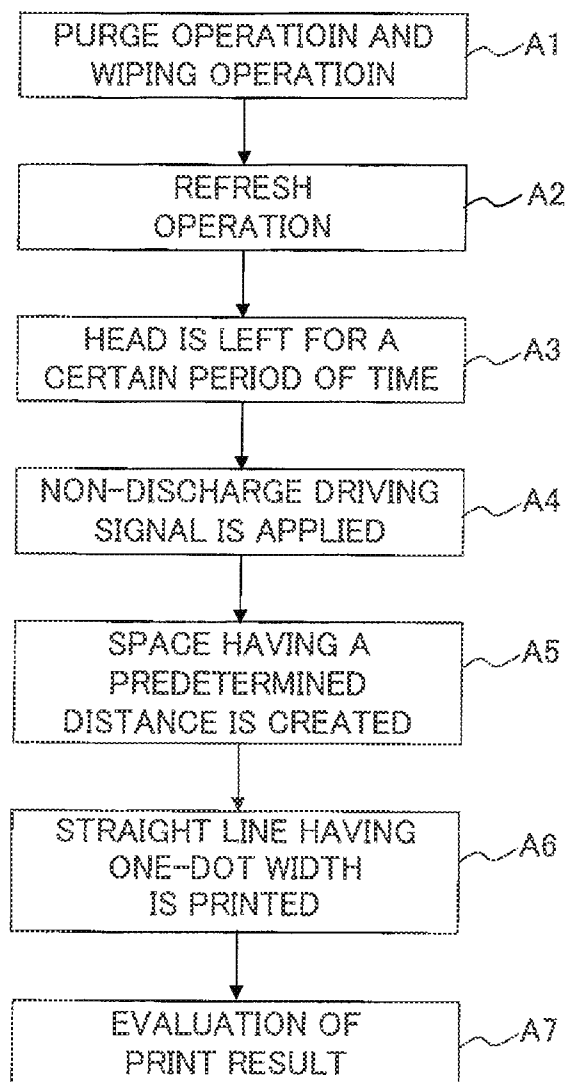 PURGE OPERATIOIN AND
WIPING OPERATIOIN
A1
REFRESH
OPERATION
A2
HEAD IS LEFT FOR A
CERTAIN PERIOD OF TIME
A3
NON-DISCHARGE DRIVING
SIGNAL IS APPLIED
A4
SPACE HAVING A
PREDETERMINED
DISTANCE IS CREATED
A5
STRAIGHT LINE HAVING
ONE-DOT WIDTH
IS PRINTED
A6
EVALUATION OF
PRINT RESULT
A7